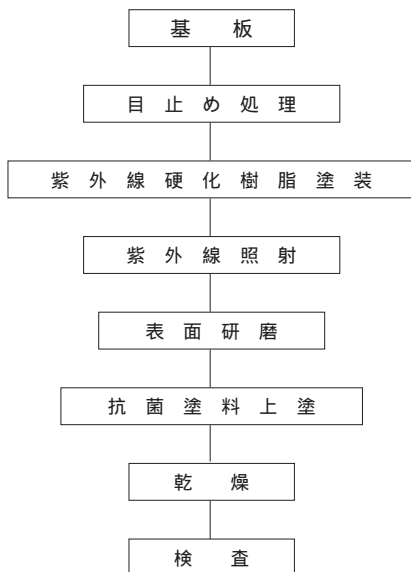 基板
目止め処理
紫外線硬化樹脂塗装
紫外線照射
表面研磨
抗菌塗料上塗
乾燥
検査